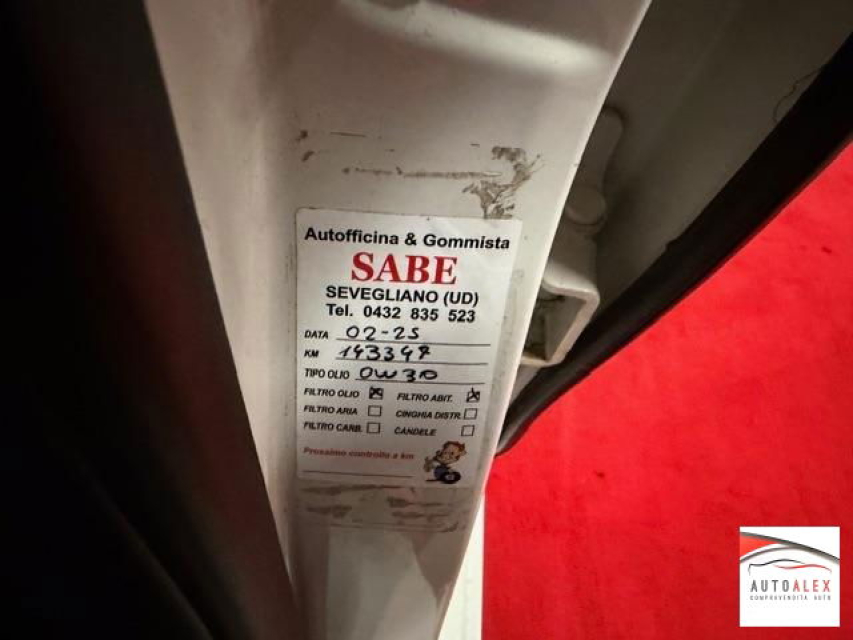 Autofficina & Gommista
SABE
SEVEGLIANO (UD)
Tel. 0432 835 523
DATA 02-25
KM 143348
TIPO OLIO 0W30
FILTRO OLIO FILTRO ABIT.
FILTRO ARIA CINGHIA DISTR.
FILTRO CARB. CANDELE
Prossimo controllo a km
AUTOALEX
COMPRAVENDITA AUTO